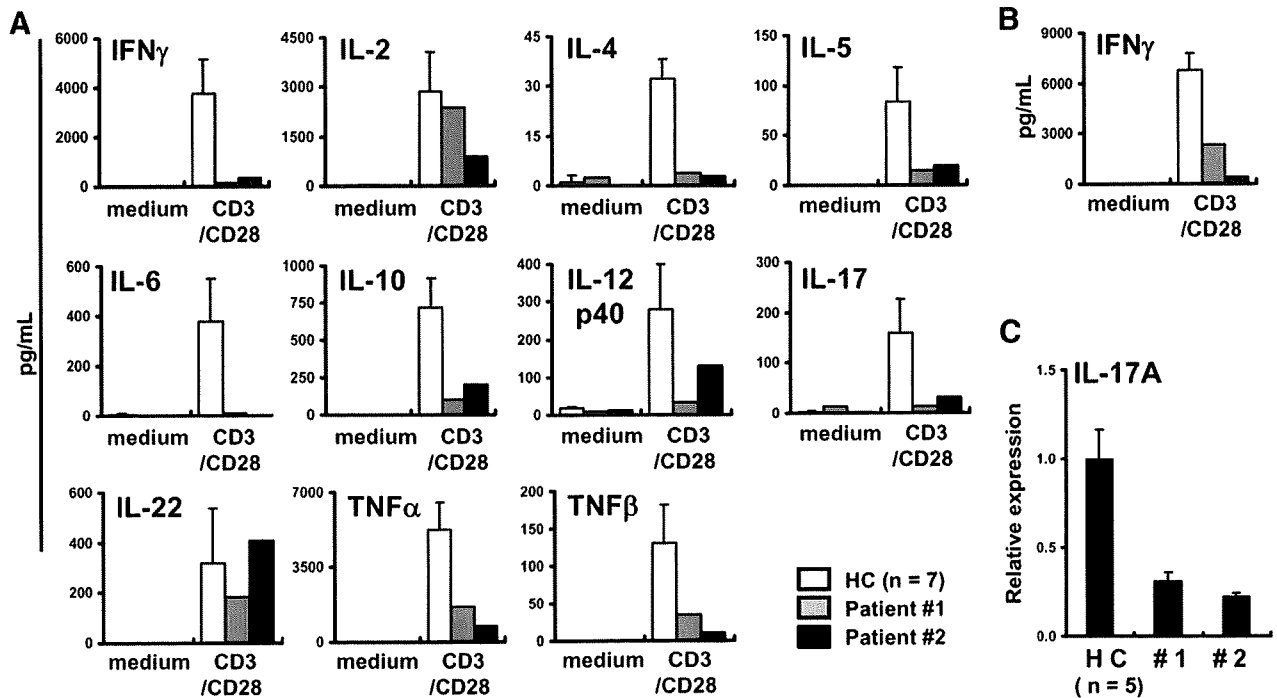 A
pg/mL
IFNγ
6000
4000
2000
0
medium
CD3
/CD28
IL-2
4500
3000
1500
0
medium
CD3
/CD28
IL-4
45
30
15
0
medium
CD3
/CD28
IL-5
150
100
50
0
medium
CD3
/CD28
B
IFNγ
pg/mL
9000
6000
3000
0
medium
CD3
/CD28
IL-6
600
400
200
0
medium
CD3
/CD28
IL-10
1000
750
500
250
0
medium
CD3
/CD28
IL-12
p40
400
300
200
100
0
medium
CD3
/CD28
IL-17
300
200
100
0
medium
CD3
/CD28
C
IL-17A
Relative expression
1.5
1.0
0.5
0.0
H C
( n = 5)
# 1
# 2
IL-22
600
400
200
0
medium
CD3
/CD28
TNFα
7000
3500
0
medium
CD3
/CD28
TNFβ
200
150
100
50
0
medium
CD3
/CD28
HC (n = 7)
Patient #1
Patient #2